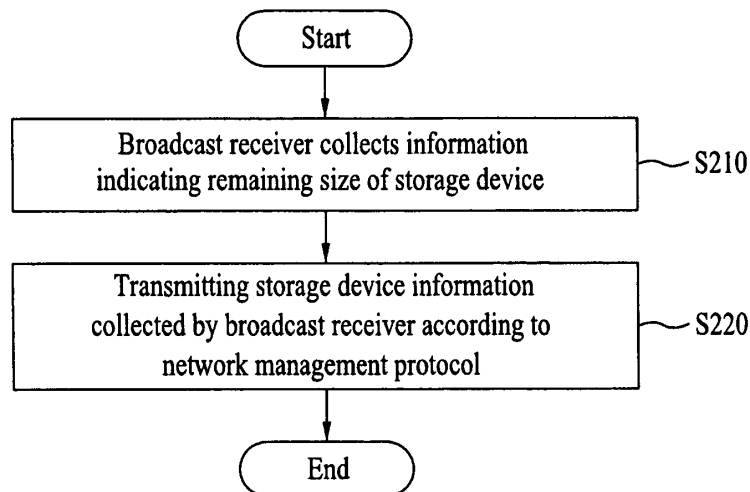 Start
Broadcast receiver collects information
indicating remaining size of storage device
S210
Transmitting storage device information
collected by broadcast receiver according to
network management protocol
S220
End